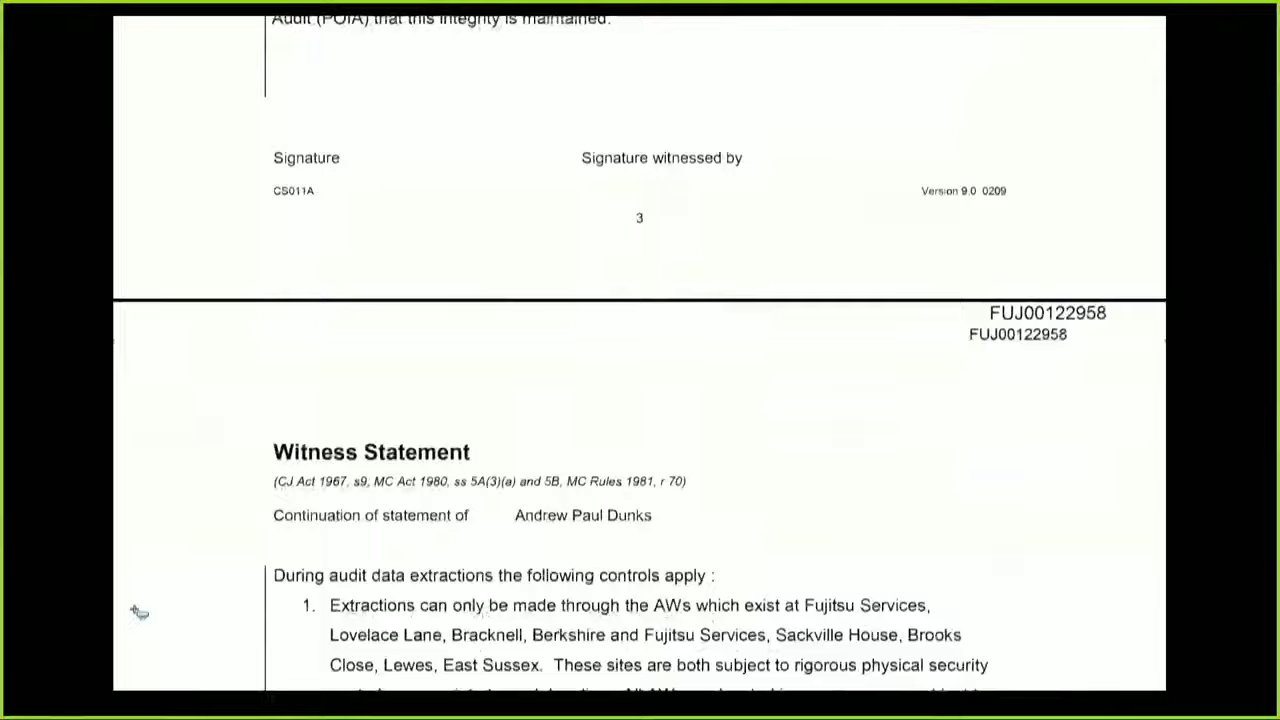 Audit (POIA) that this integrity is maintained.
Signature Signature witnessed by
CS011A Version 9.0 0209
3
FUJ00122958
FUJ00122958
Witness Statement
(CJ Act 1967, s9, MC Act 1980, ss 5A(3)(a) and 5B, MC Rules 1981, r 70)
Continuation of statement of Andrew Paul Dunks
During audit data extractions the following controls apply :
1. Extractions can only be made through the AWs which exist at Fujitsu Services,
Lovelace Lane, Bracknell, Berkshire and Fujitsu Services, Sackville House, Brooks
Close, Lewes, East Sussex. These sites are both subject to rigorous physical security